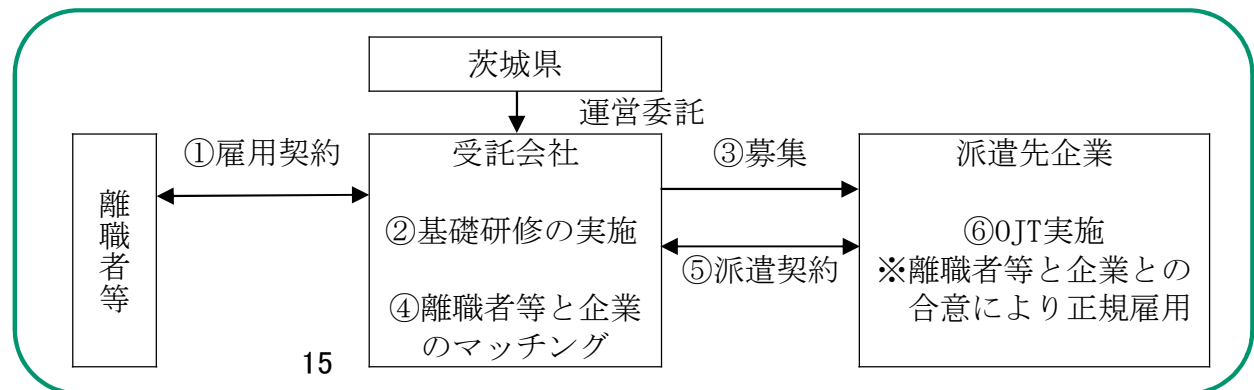 茨城県
運営委託
①雇用契約
離職者等
受託会社
②基礎研修の実施
④離職者等と企業
のマッチング
③募集
⑤派遣契約
派遣先企業
⑥OJT実施
※離職者等と企業との
合意により正規雇用
15